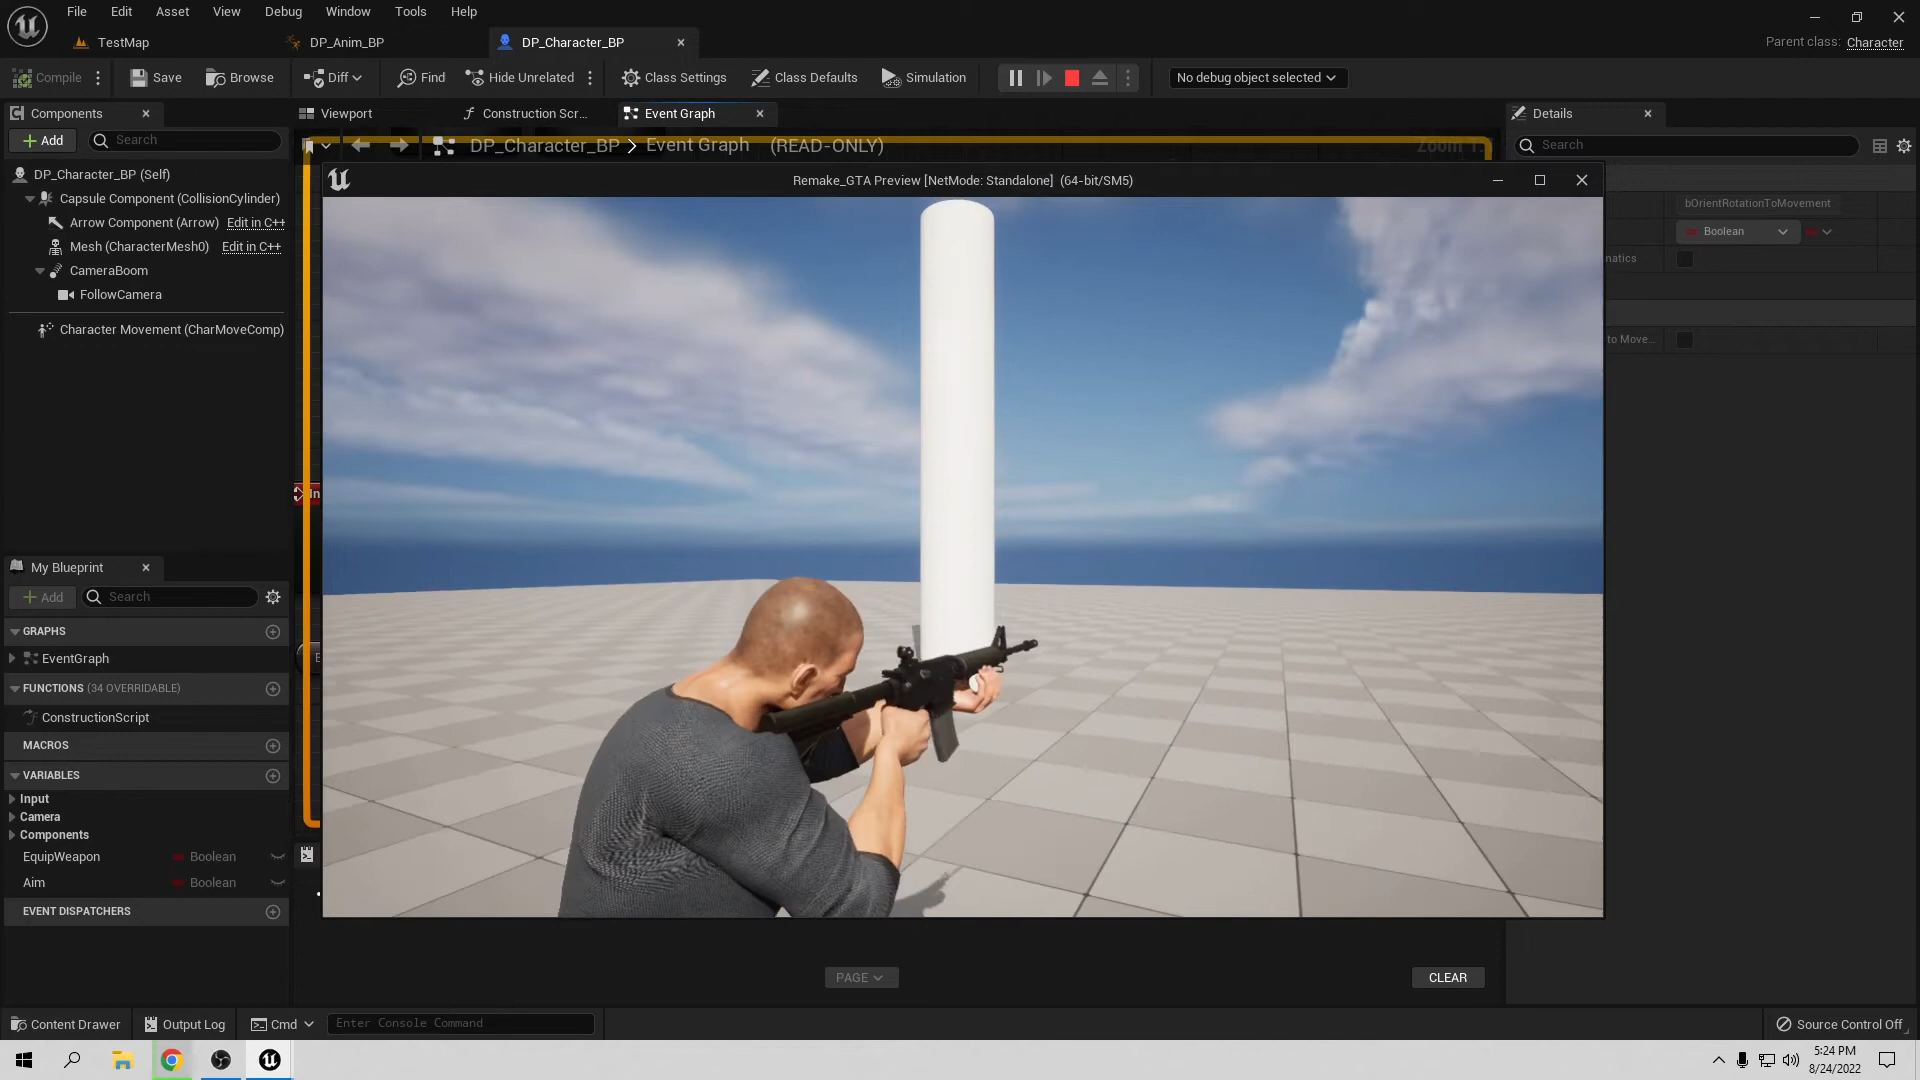 File Edit Asset View Debug Window Tools Help
TestMap DP_Anim_BP DP_Character_BP
Parent class: Character
Compile Save Browse Diff Find Hide Unrelated Class Settings Class Defaults Simulation No debug object selected
Components
Viewport Construction Scr... Event Graph
Details
Add Search
DP_Character_BP > Event Graph (READ-ONLY)
Search
DP_Character_BP (Self)
Capsule Component (CollisionCylinder)
Arrow Component (Arrow) Edit in C++
Mesh (CharacterMesh0) Edit in C++
CameraBoom
FollowCamera
Character Movement (CharMoveComp)
Remake_GTA Preview [NetMode: Standalone] (64-bit/SM5)
bOrientRotationToMovement
Boolean
natics
to Move...
In
My Blueprint
Add Search
GRAPHS
EventGraph
FUNCTIONS (34 OVERRIDABLE)
ConstructionScript
MACROS
VARIABLES
Input
Camera
Components
EquipWeapon Boolean
Aim Boolean
EVENT DISPATCHERS
PAGE
CLEAR
Content Drawer Output Log Cmd Enter Console Command
Source Control Off
5:24 PM
8/24/2022